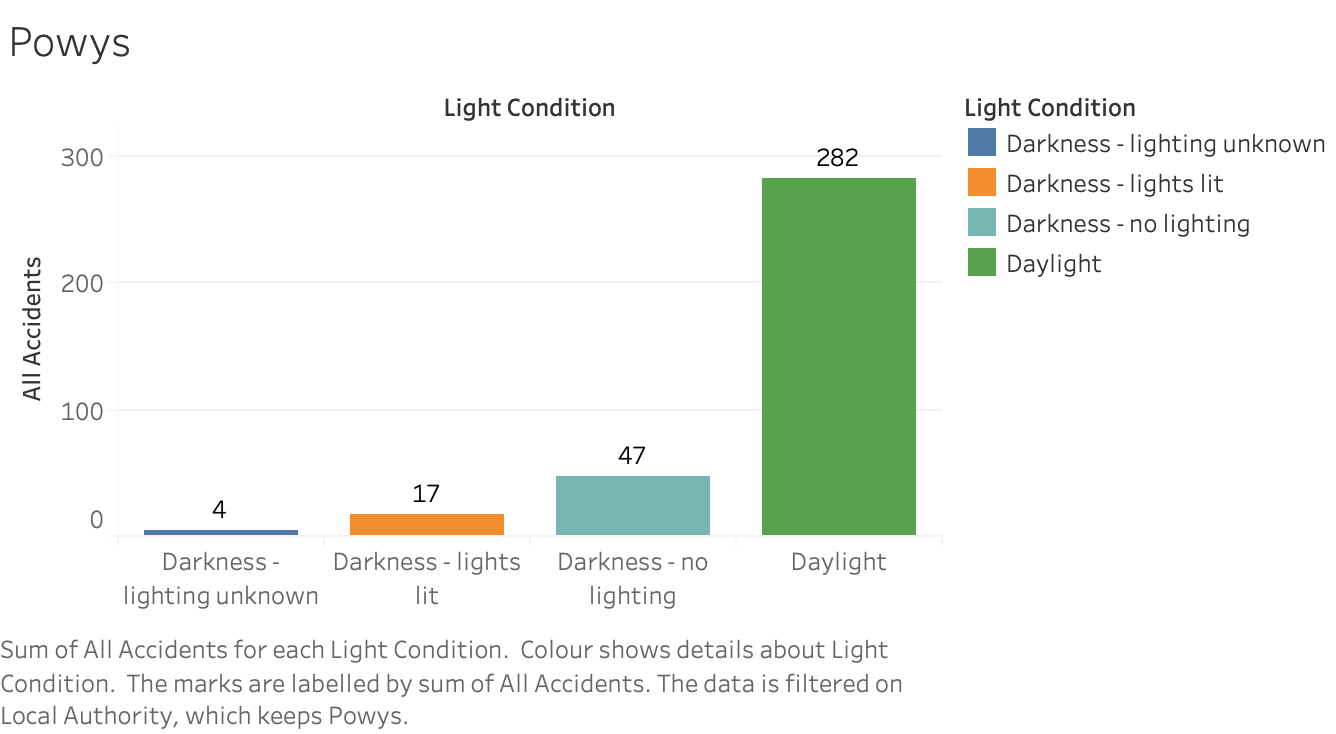 Powys
Light Condition
Light Condition
Darkness - lighting unknown
Darkness - lights lit
Darkness - no lighting
Daylight
All Accidents
300
200
100
0
4
17
47
282
Darkness -
lighting unknown
Darkness - lights
lit
Darkness - no
lighting
Daylight
Sum of All Accidents for each Light Condition.  Colour shows details about Light
Condition.  The marks are labelled by sum of All Accidents. The data is filtered on
Local Authority, which keeps Powys.